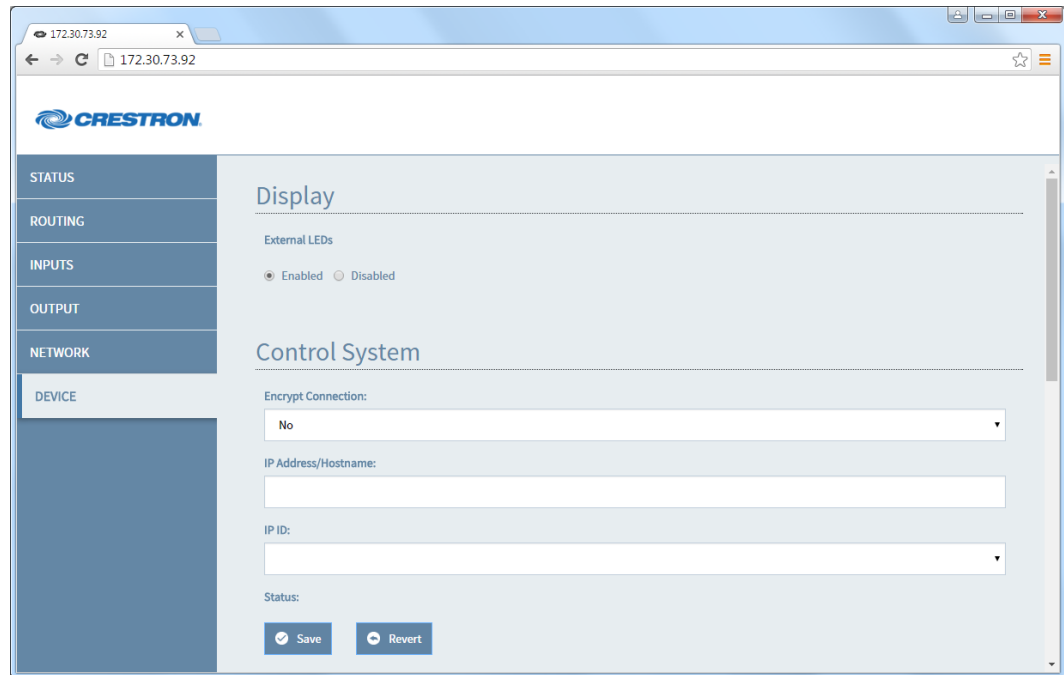 172.30.73.92
172.30.73.92
CRESTRON
STATUS
ROUTING
INPUTS
OUTPUT
NETWORK
DEVICE
Display
External LEDs
Enabled Disabled
Control System
Encrypt Connection:
No
IP Address/Hostname:
IP ID:
Status:
Save Revert